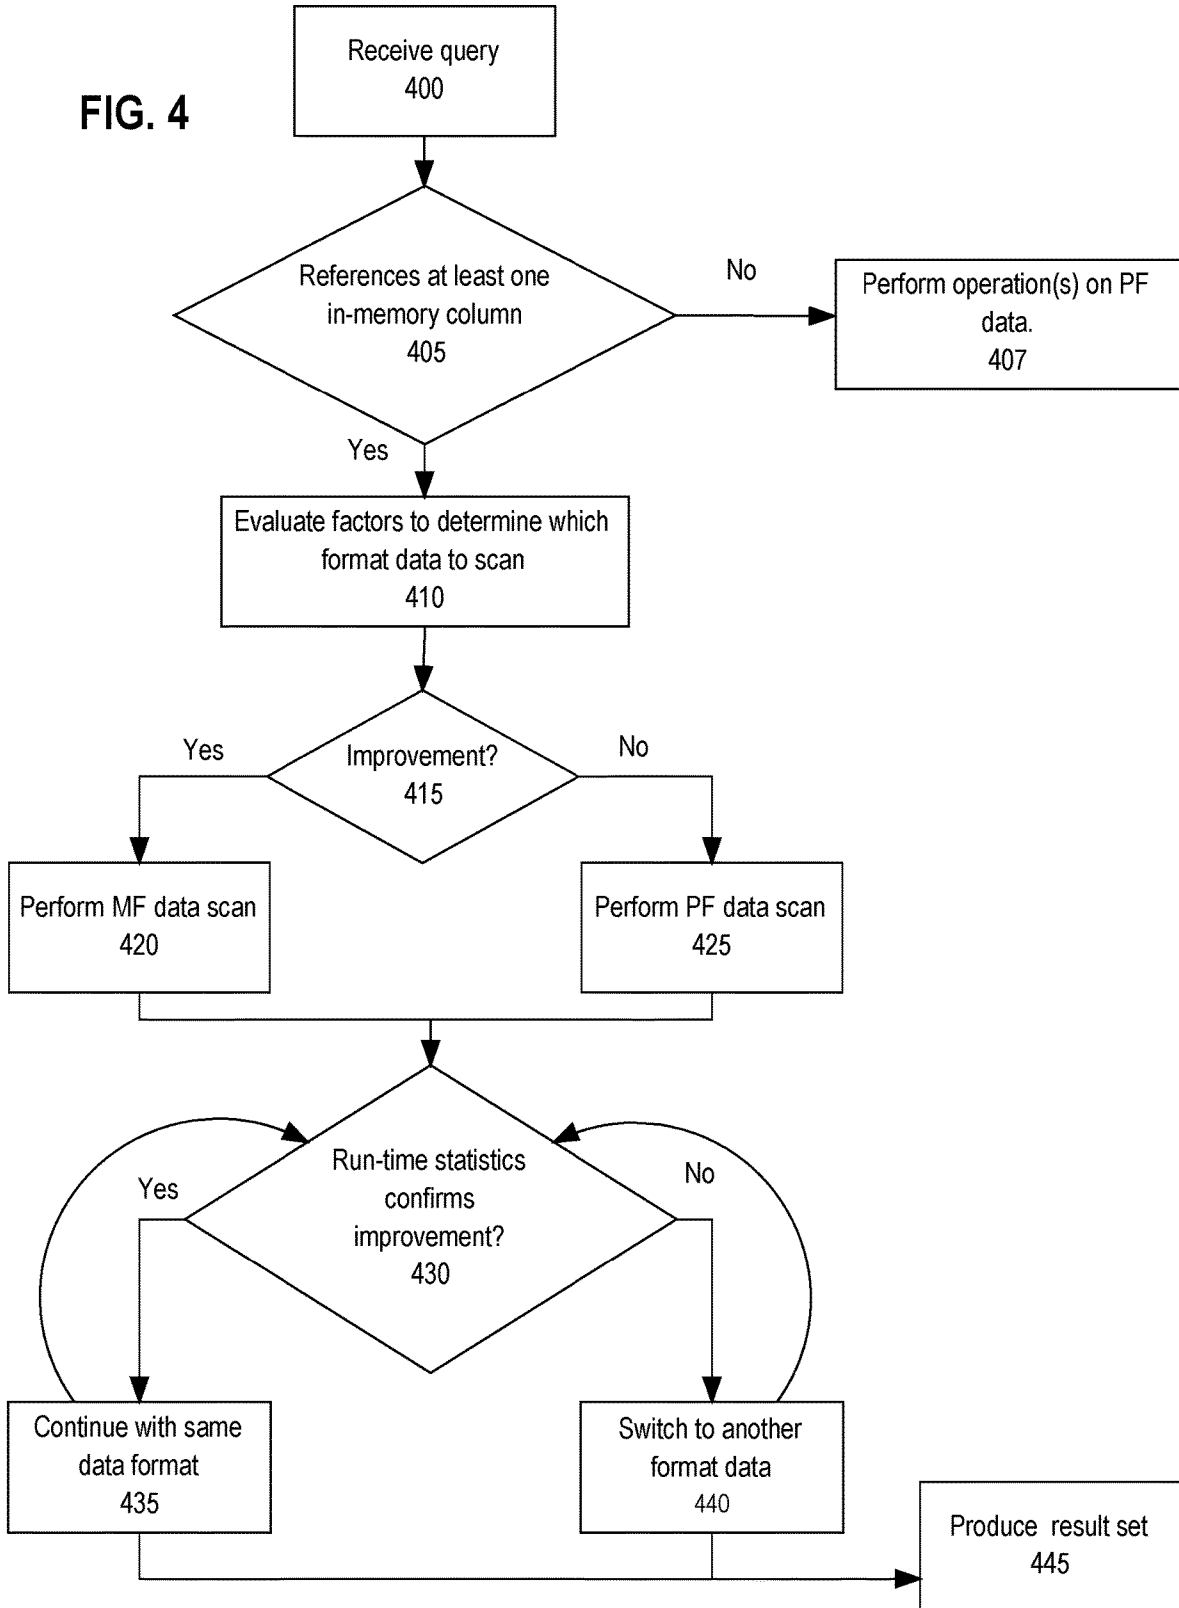 FIG. 4
Receive query
400
References at least one
in-memory column
405
No
Perform operation(s) on PF
data.
407
Yes
Evaluate factors to determine which
format data to scan
410
Yes
Improvement?
415
No
Perform MF data scan
420
Perform PF data scan
425
Yes
Run-time statistics
confirms
improvement?
430
No
Continue with same
data format
435
Switch to another
format data
440
Produce result set
445